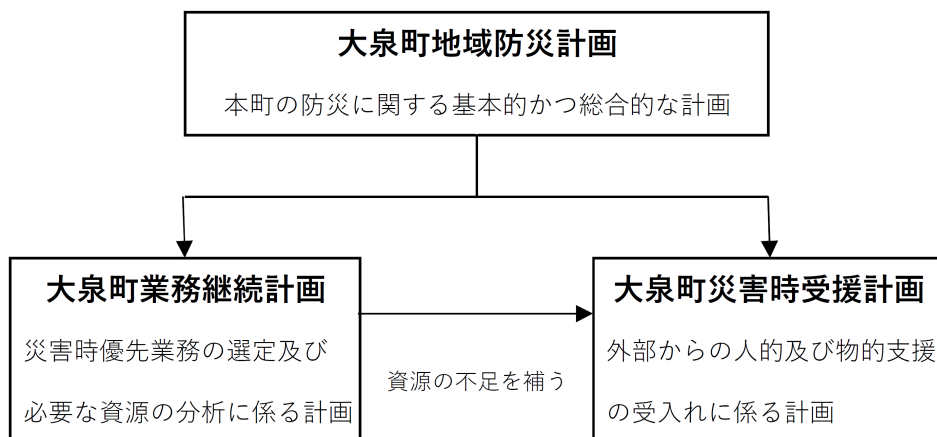 大泉町地域防災計画
本町の防災に関する基本的かつ総合的な計画
大泉町業務継続計画
災害時優先業務の選定及び
必要な資源の分析に係る計画
資源の不足を補う
大泉町災害時受援計画
外部からの人的及び物的支援
の受入れに係る計画